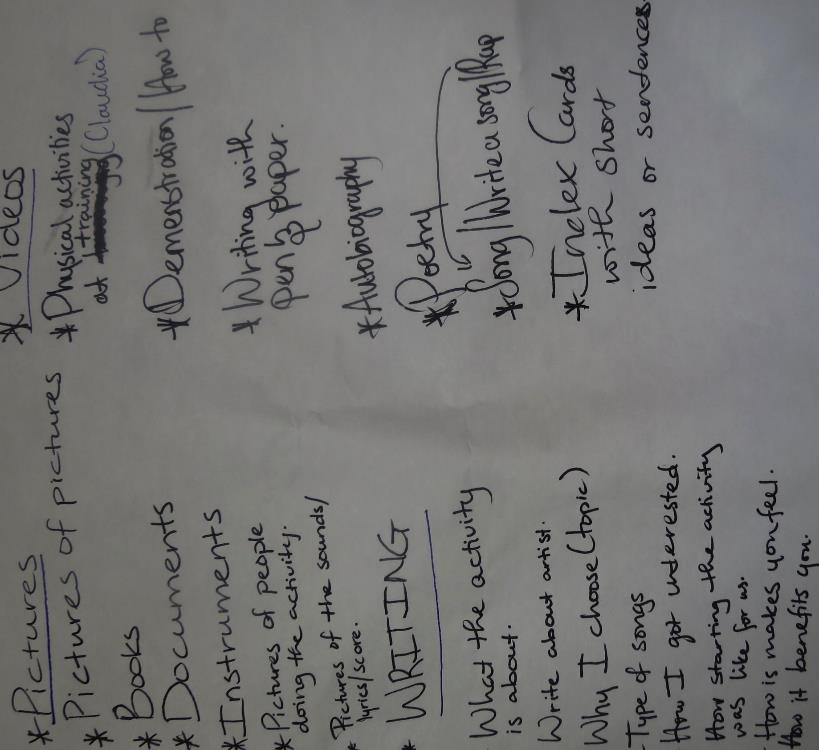 * Pictures
* Pictures of pictures
* Books
* Documents
* Instruments
* Pictures of people
doing the activity.
* Pictures of the sounds/
lyrics/score.
* WRITING
- What the activity
is about.
Write about artist.
Why I choose (topic)
- Type of songs
How I got interested.
How starting the activity
was like for us.
How is makes you feel.
How it benefits you.
* Videos
* Physical activities
at training (Claudia)
* Demenstration/How to
* Writing with
pen & paper.
* Autobiography
* Poetry
* Song/Write a song/Rap
* Index Cards
with short
ideas or sentences